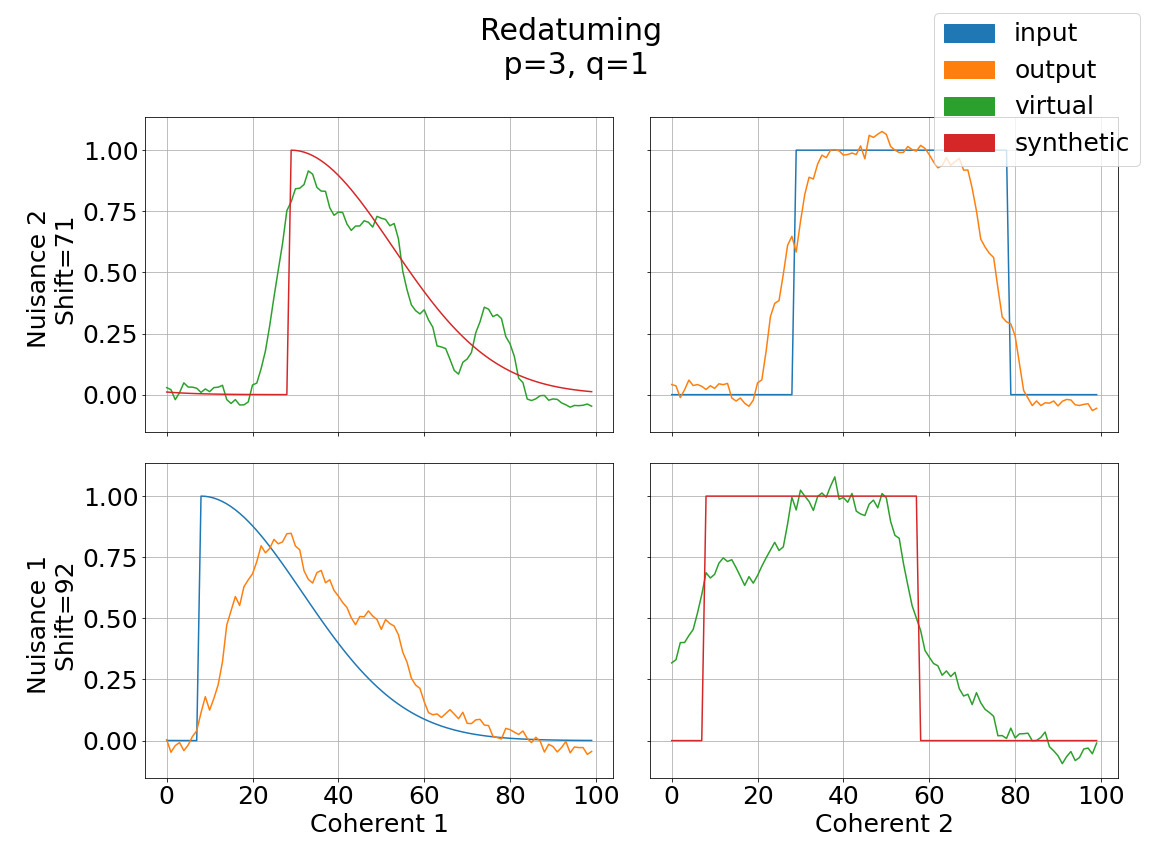 Redatuming
p=3, q=1
input
output
virtual
synthetic
Nuisance 2
Shift=71
1.00
0.75
0.50
0.25
0.00
Nuisance 1
Shift=92
1.00
0.75
0.50
0.25
0.00
0 20 40 60 80 100
0 20 40 60 80 100
Coherent 1
Coherent 2